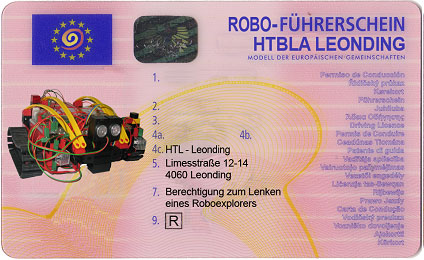 ROBO-FÜHRERSCHEIN
HTBLA LEONDING
MODELL DER EUROPÄISCHEN-GEMEINSCHAFTEN
1.
2.
3.
4a. 4b.
4c. HTL - Leonding
5. Limesstraße 12-14
4060 Leonding
7. Berechtigung zum Lenken
eines Roboexplorers
9. R
Permiso de Conducción
Řidičský průkaz
Kørekort
Führerschein
Juhiluba
Άδεια Οδήγησης
Driving Licence
Permis de Conduire
Ceadúnas Tiomána
Patente di guida
Vadītāja apliecība
Vairuotojo pažymėjimas
Vezetői engedély
Liċenzja tas-Sewqan
Rijbewijs
Prawo Jazdy
Carta de Condução
Vodičský preukaz
Vozniško dovoljenje
Ajokortti
Körkort